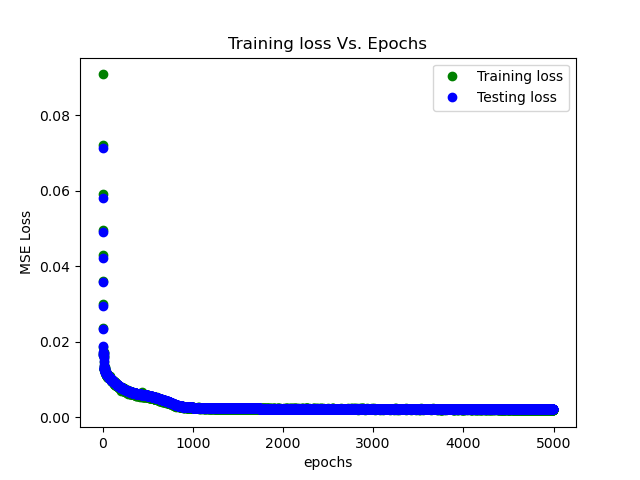 Training loss Vs. Epochs
Training loss
Testing loss
MSE Loss
0.08
0.06
0.04
0.02
0.00
0 1000 2000 3000 4000 5000
epochs